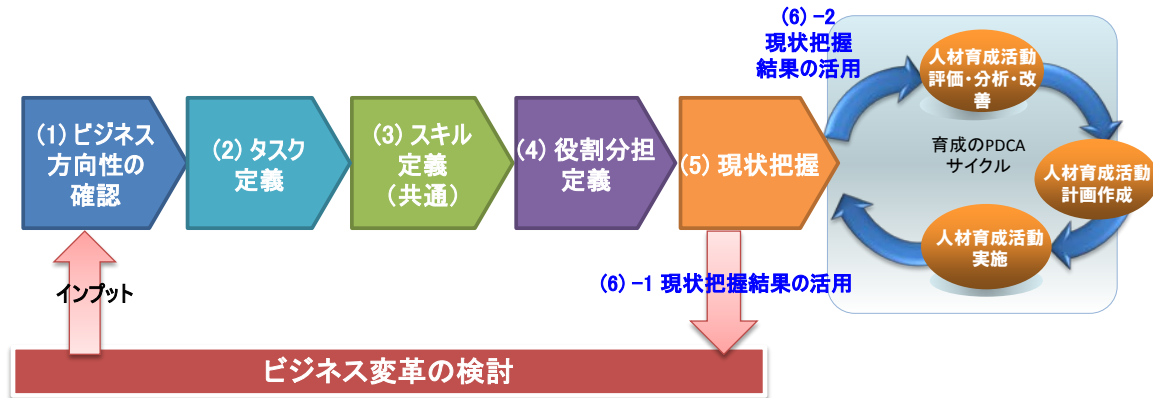 (1)ビジネス
方向性の
確認
(2)タスク
定義
(3)スキル
定義
（共通）
(4)役割分担
定義
(5)現状把握
(6)-2
現状把握
結果の活用
人材育成活動
評価・分析・改
善
育成のPDCA
サイクル
人材育成活動
計画作成
人材育成活動
実施
(6)-1 現状把握結果の活用
インプット
ビジネス変革の検討